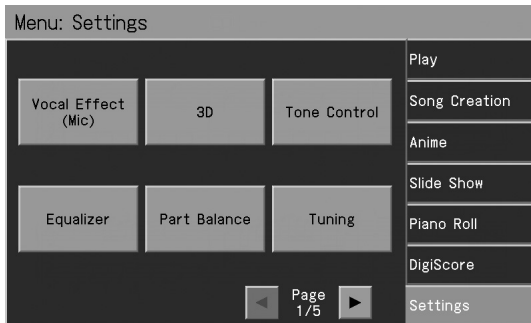 Menu: Settings
Vocal Effect
(Mic)
3D
Tone Control
Equalizer
Part Balance
Tuning
Page
1/5
Play
Song Creation
Anime
Slide Show
Piano Roll
DigiScore
Settings